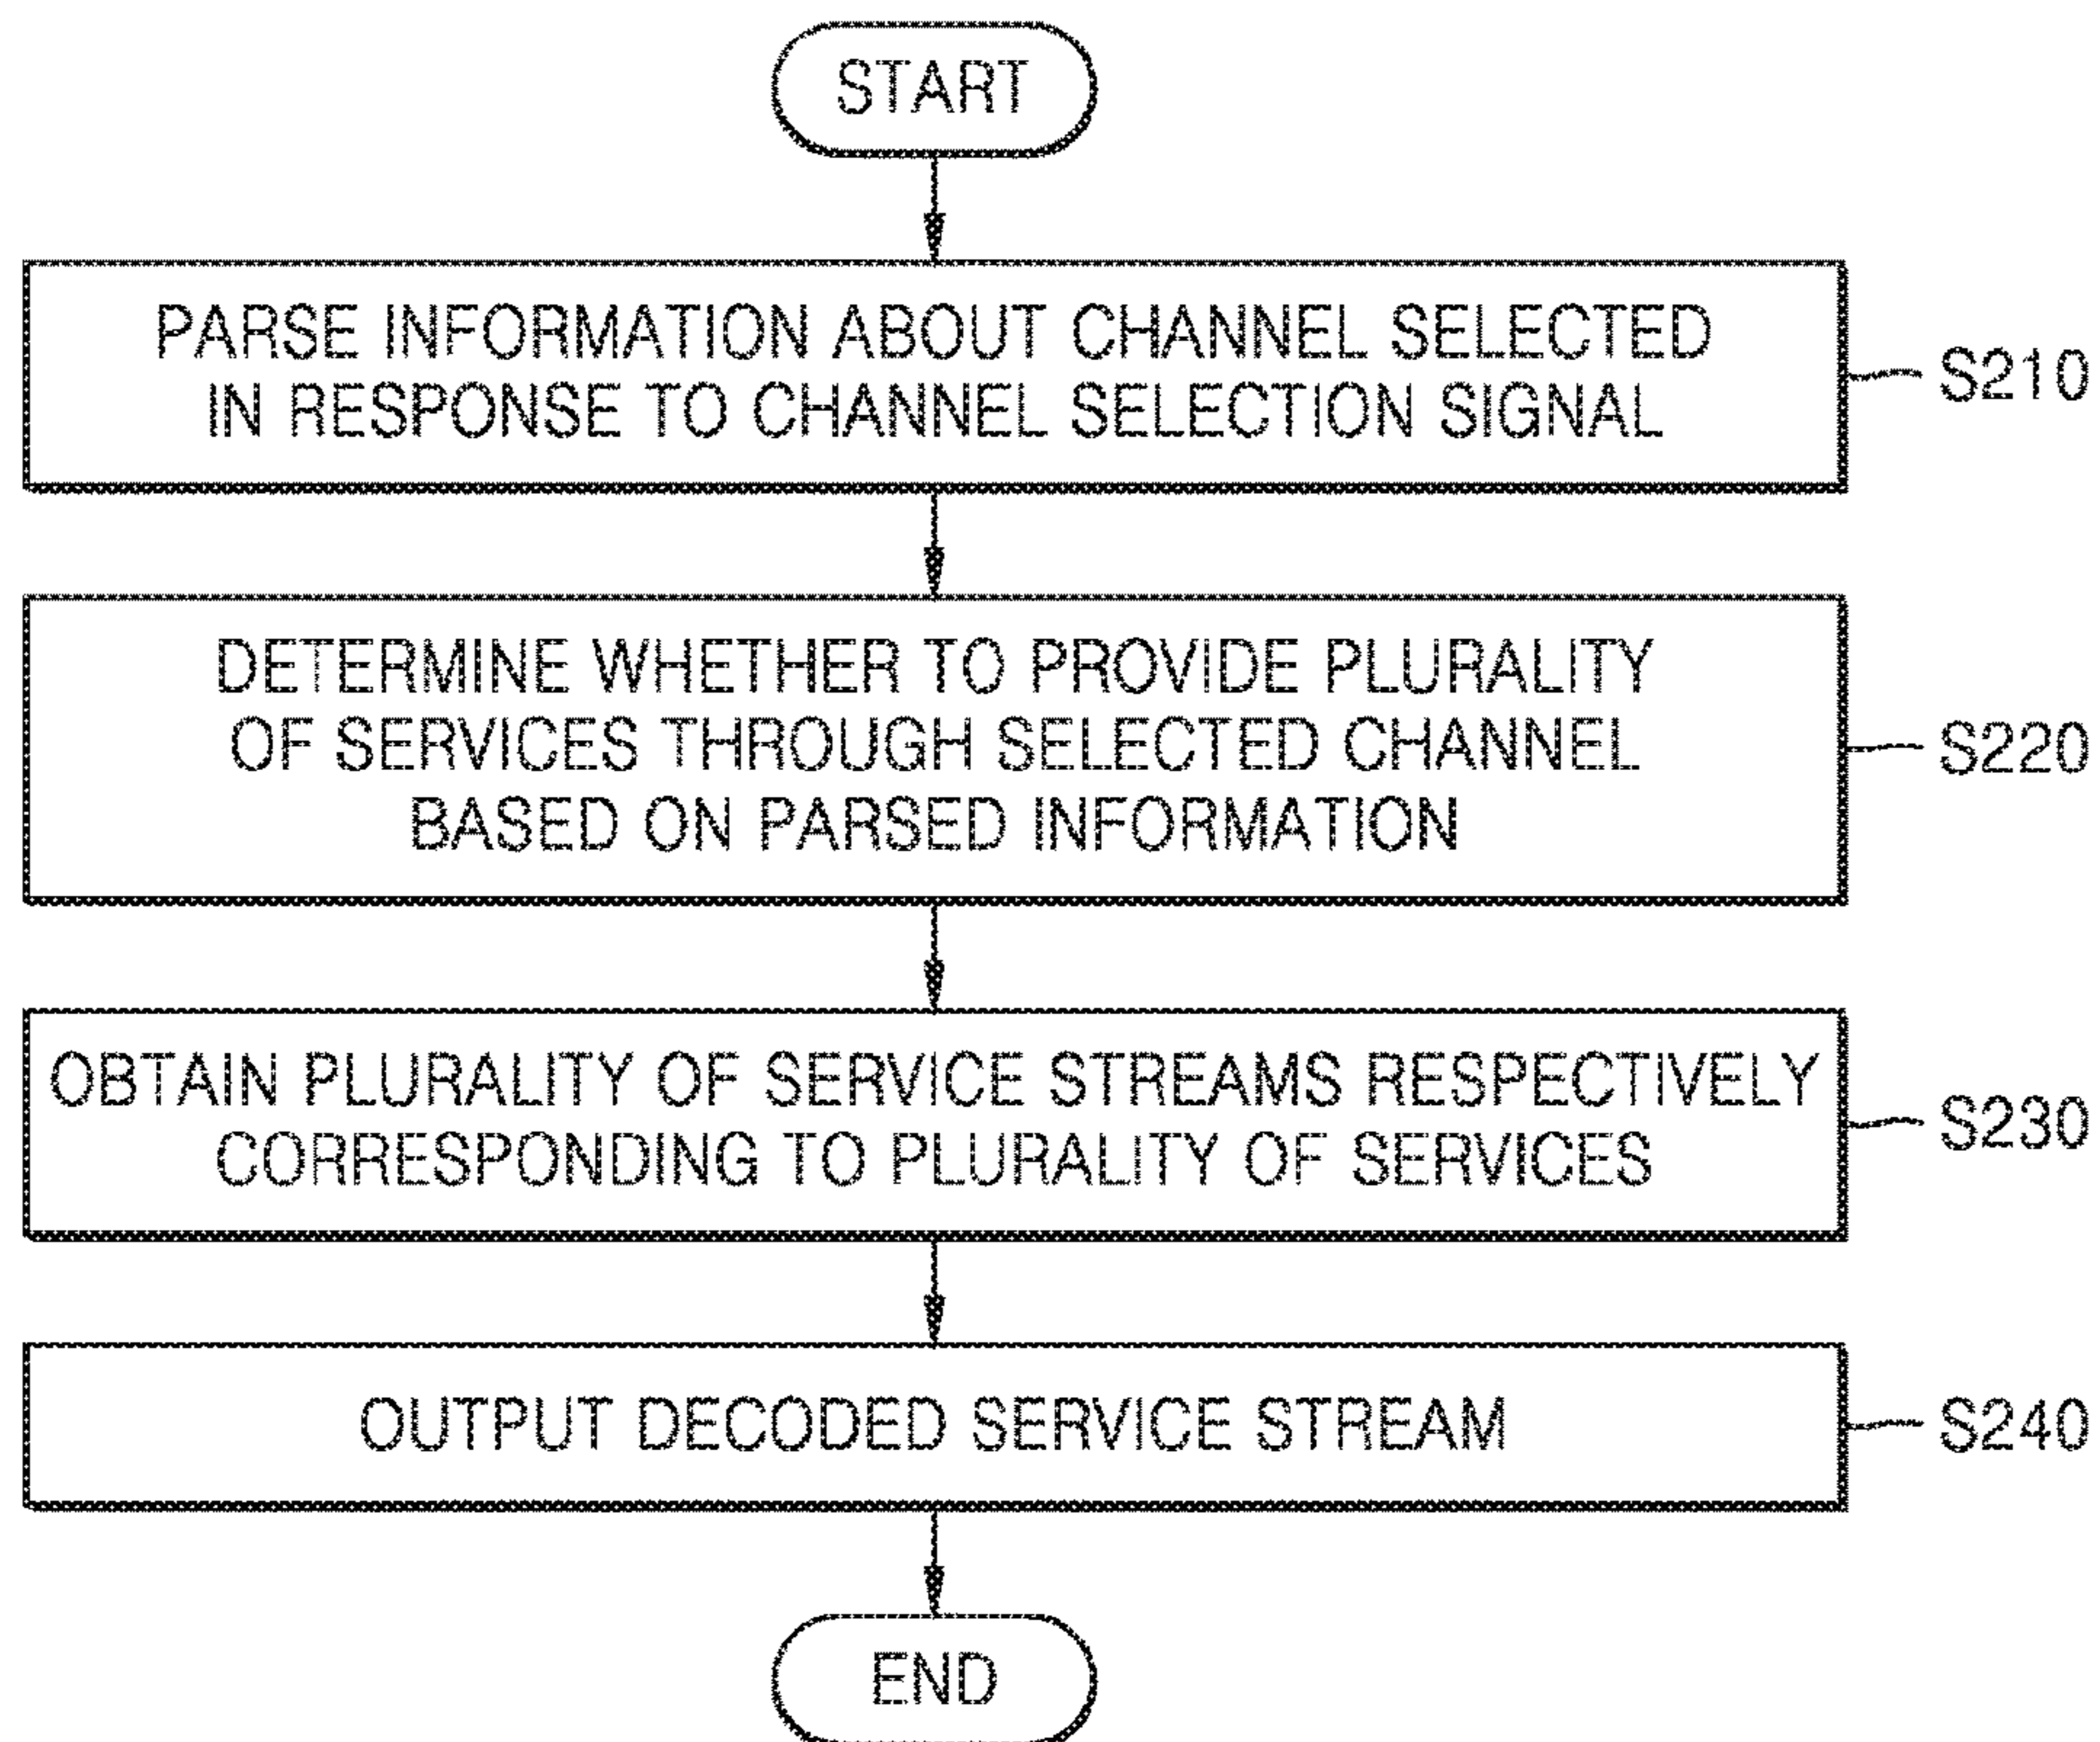 START
PARSE INFORMATION ABOUT CHANNEL SELECTED
IN RESPONSE TO CHANNEL SELECTION SIGNAL
S210
DETERMINE WHETHER TO PROVIDE PLURALITY
OF SERVICES THROUGH SELECTED CHANNEL
BASED ON PARSED INFORMATION
S220
OBTAIN PLURALITY OF SERVICE STREAMS RESPECTIVELY
CORRESPONDING TO PLURALITY OF SERVICES
S230
OUTPUT DECODED SERVICE STREAM
S240
END